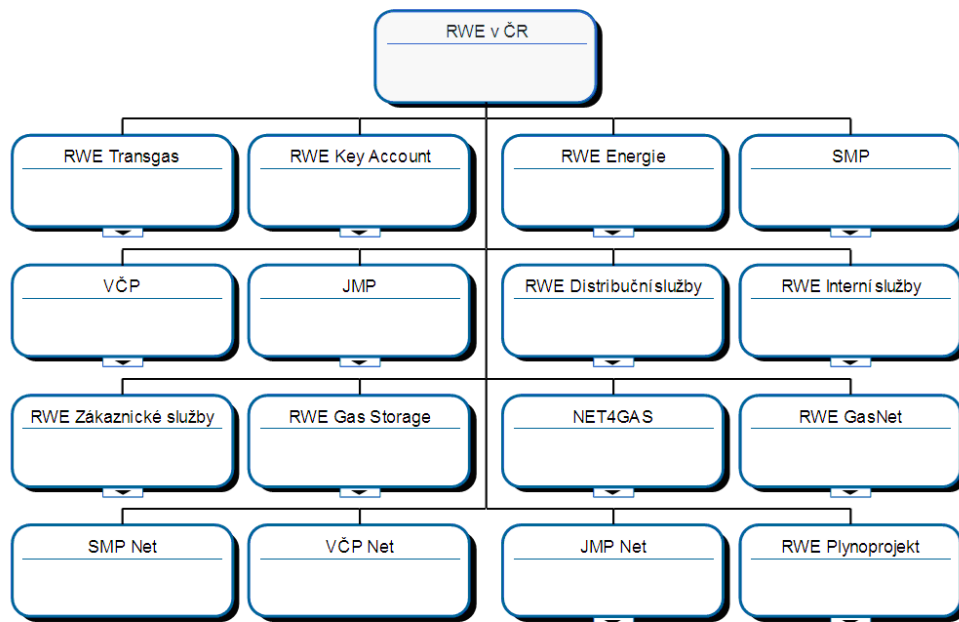 RWE v ČR
RWE Transgas
RWE Key Account
RWE Energie
SMP
VČP
JMP
RWE Distribuční služby
RWE Interní služby
RWE Zákaznické služby
RWE Gas Storage
NET4GAS
RWE GasNet
SMP Net
VČP Net
JMP Net
RWE Plynoprojekt